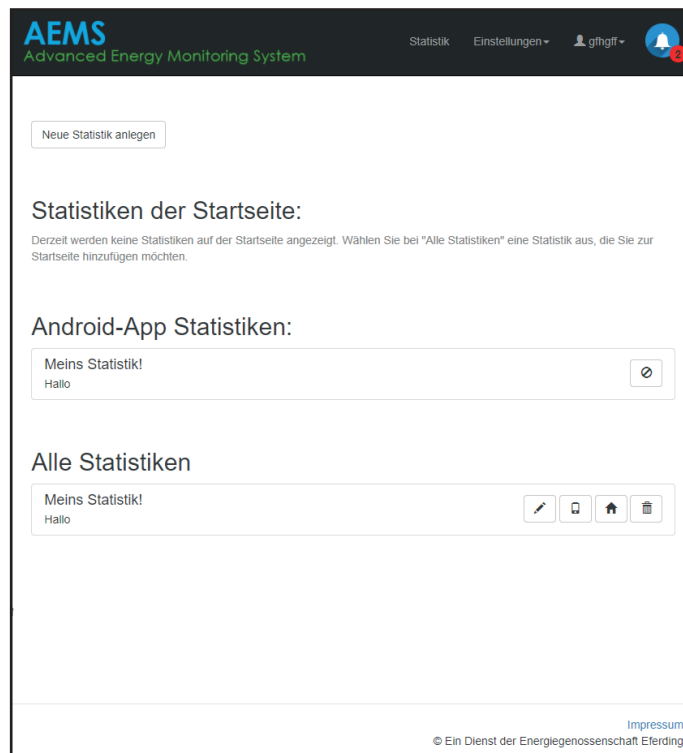 AEMS
Advanced Energy Monitoring System
Statistik Einstellungen gfhgff 2
Neue Statistik anlegen
Statistiken der Startseite:
Derzeit werden keine Statistiken auf der Startseite angezeigt. Wählen Sie bei "Alle Statistiken" eine Statistik aus, die Sie zur
Startseite hinzufügen möchten.
Android-App Statistiken:
Meins Statistik!
Hallo
Alle Statistiken
Meins Statistik!
Hallo
Impressum
© Ein Dienst der Energiegenossenschaft Eferding